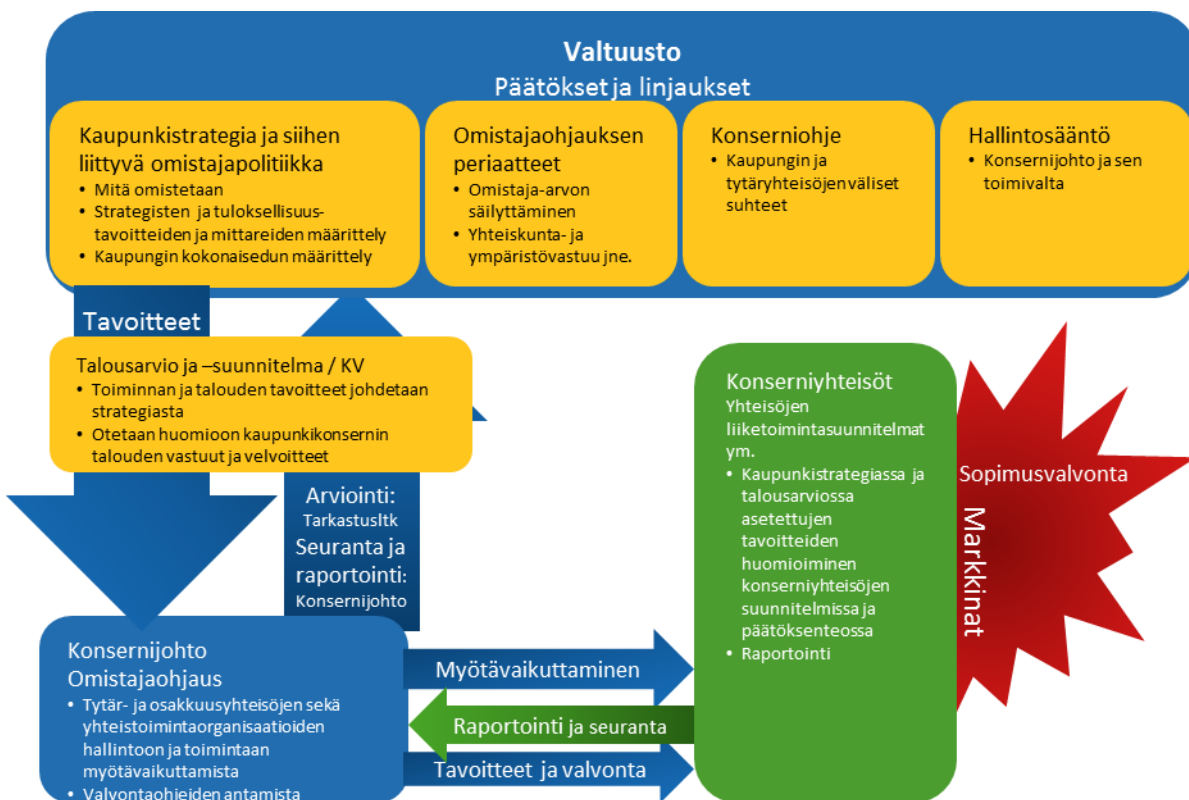 Valtuusto
Päätökset ja linjaukset
Kaupunkistrategia ja siihen
liittyvä omistajapolitiikka
• Mitä omistetaan
• Strategisten ja tuloksellisuus-
tavoitteiden ja mittareiden määrittely
• Kaupungin kokonaisedun määrittely
Omistajaohjauksen
periaatteet
• Omistaja-arvon
säilyttäminen
• Yhteiskunta- ja
ympäristövastuu jne.
Konserniohje
• Kaupungin ja
tytäryhteisöjen väliset
suhteet
Hallintosääntö
• Konsernijohto ja sen
toimivalta
Tavoitteet
Talousarvio ja –suunnitelma / KV
• Toiminnan ja talouden tavoitteet johdetaan
strategiasta
• Otetaan huomioon kaupunkikonsernin
talouden vastuut ja velvoitteet
Arviointi:
Tarkastusltk
Seuranta ja
raportointi:
Konsernijohto
Konserniyhteisöt
Yhteisöjen
liiketoimintasuunnitelmat
ym.
• Kaupunkistrategiassa ja
talousarviossa
asetettujen
tavoitteiden
huomioiminen
konserniyhteisöjen
suunnitelmissa ja
päätöksenteossa
• Raportointi
Sopimusvalvonta
Markkinat
Konsernijohto
Omistajaohjaus
• Tytär- ja osakkuusyhteisöjen sekä
yhteistoimintaorganisaatioiden
hallintoon ja toimintaan
myötävaikuttamista
• Valvontaohjeiden antamista
Myötävaikuttaminen
Raportointi ja seuranta
Tavoitteet ja valvonta